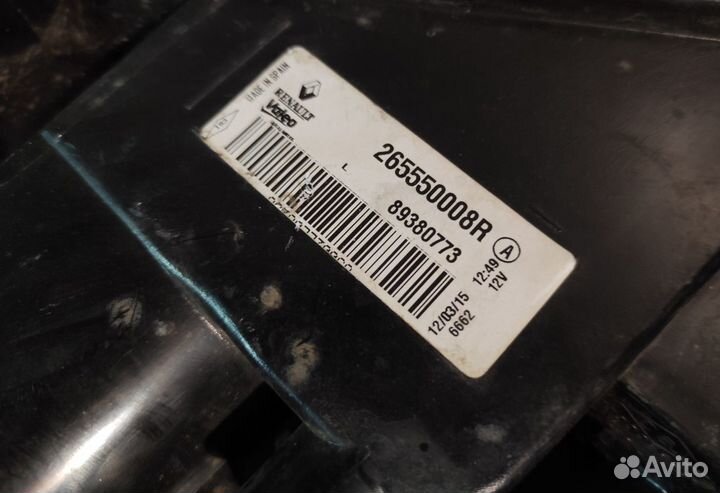 MADE IN SPAIN
RENAULT
Valeo
L
265550008R
89380773
A
12/03/15 12:49
6662 12V
Avito